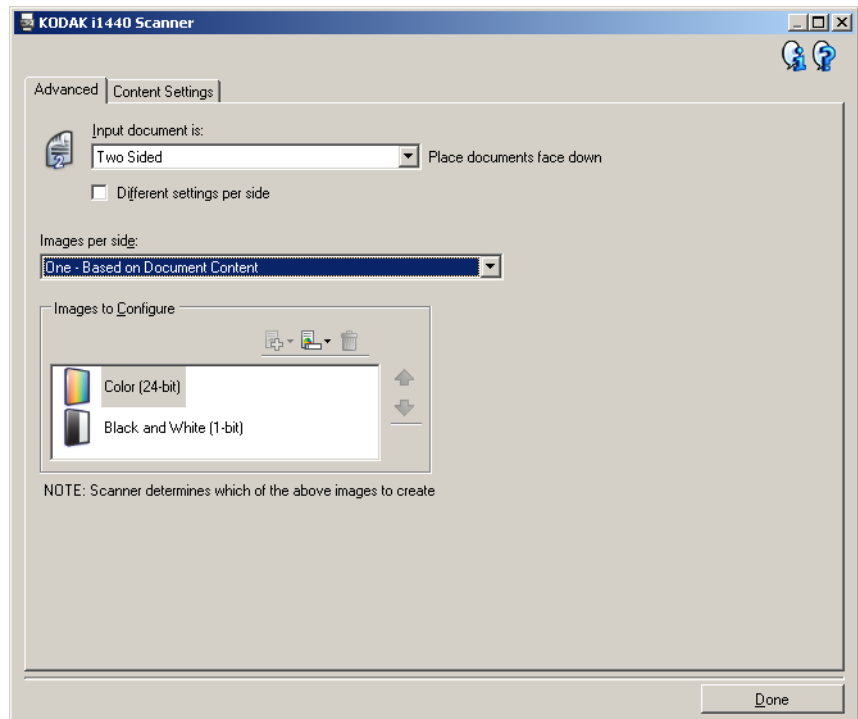 KODAK i1440 Scanner
Advanced
Content Settings
Input document is:
Two Sided
Place documents face down
Different settings per side
Images per side:
One - Based on Document Content
Images to Configure
Color (24-bit)
Black and White (1-bit)
NOTE: Scanner determines which of the above images to create
Done